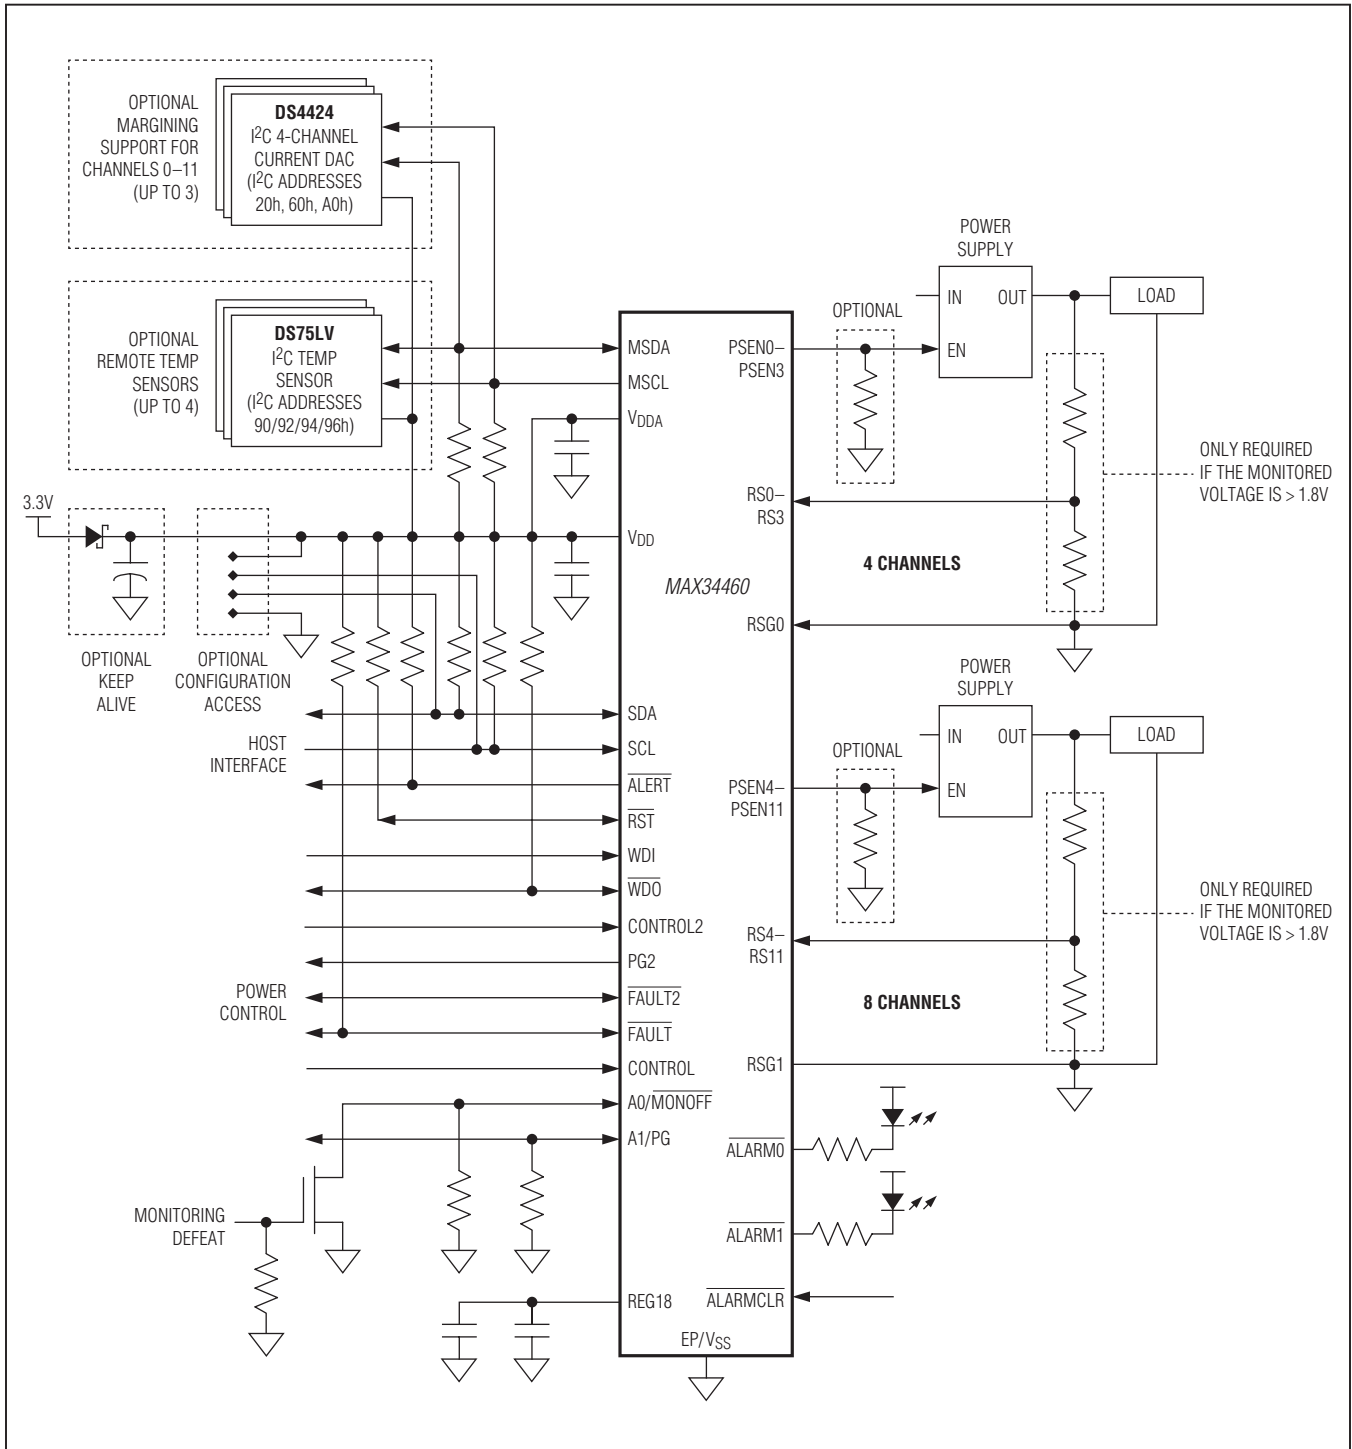 OPTIONAL
MARGINING
SUPPORT FOR
CHANNELS 0–11
(UP TO 3)
DS4424
I2C 4-CHANNEL
CURRENT DAC
(I2C ADDRESSES
20h, 60h, A0h)
OPTIONAL
REMOTE TEMP
SENSORS
(UP TO 4)
DS75LV
I2C TEMP
SENSOR
(I2C ADDRESSES
90/92/94/96h)
3.3V
OPTIONAL
KEEP
ALIVE
OPTIONAL
CONFIGURATION
ACCESS
HOST
INTERFACE
POWER
CONTROL
MONITORING
DEFEAT
MSDA
MSCL
VDDA
VDD
SDA
SCL
ALERT
RST
WDI
WDO
CONTROL2
PG2
FAULT2
FAULT
CONTROL
A0/MONOFF
A1/PG
REG18
EP/VSS
MAX34460
PSEN0–
PSEN3
RS0–
RS3
RSG0
PSEN4–
PSEN11
RS4–
RS11
RSG1
ALARM0
ALARM1
ALARMCLR
OPTIONAL
POWER
SUPPLY
IN
OUT
EN
LOAD
ONLY REQUIRED
IF THE MONITORED
VOLTAGE IS > 1.8V
4 CHANNELS
OPTIONAL
POWER
SUPPLY
IN
OUT
EN
LOAD
ONLY REQUIRED
IF THE MONITORED
VOLTAGE IS > 1.8V
8 CHANNELS